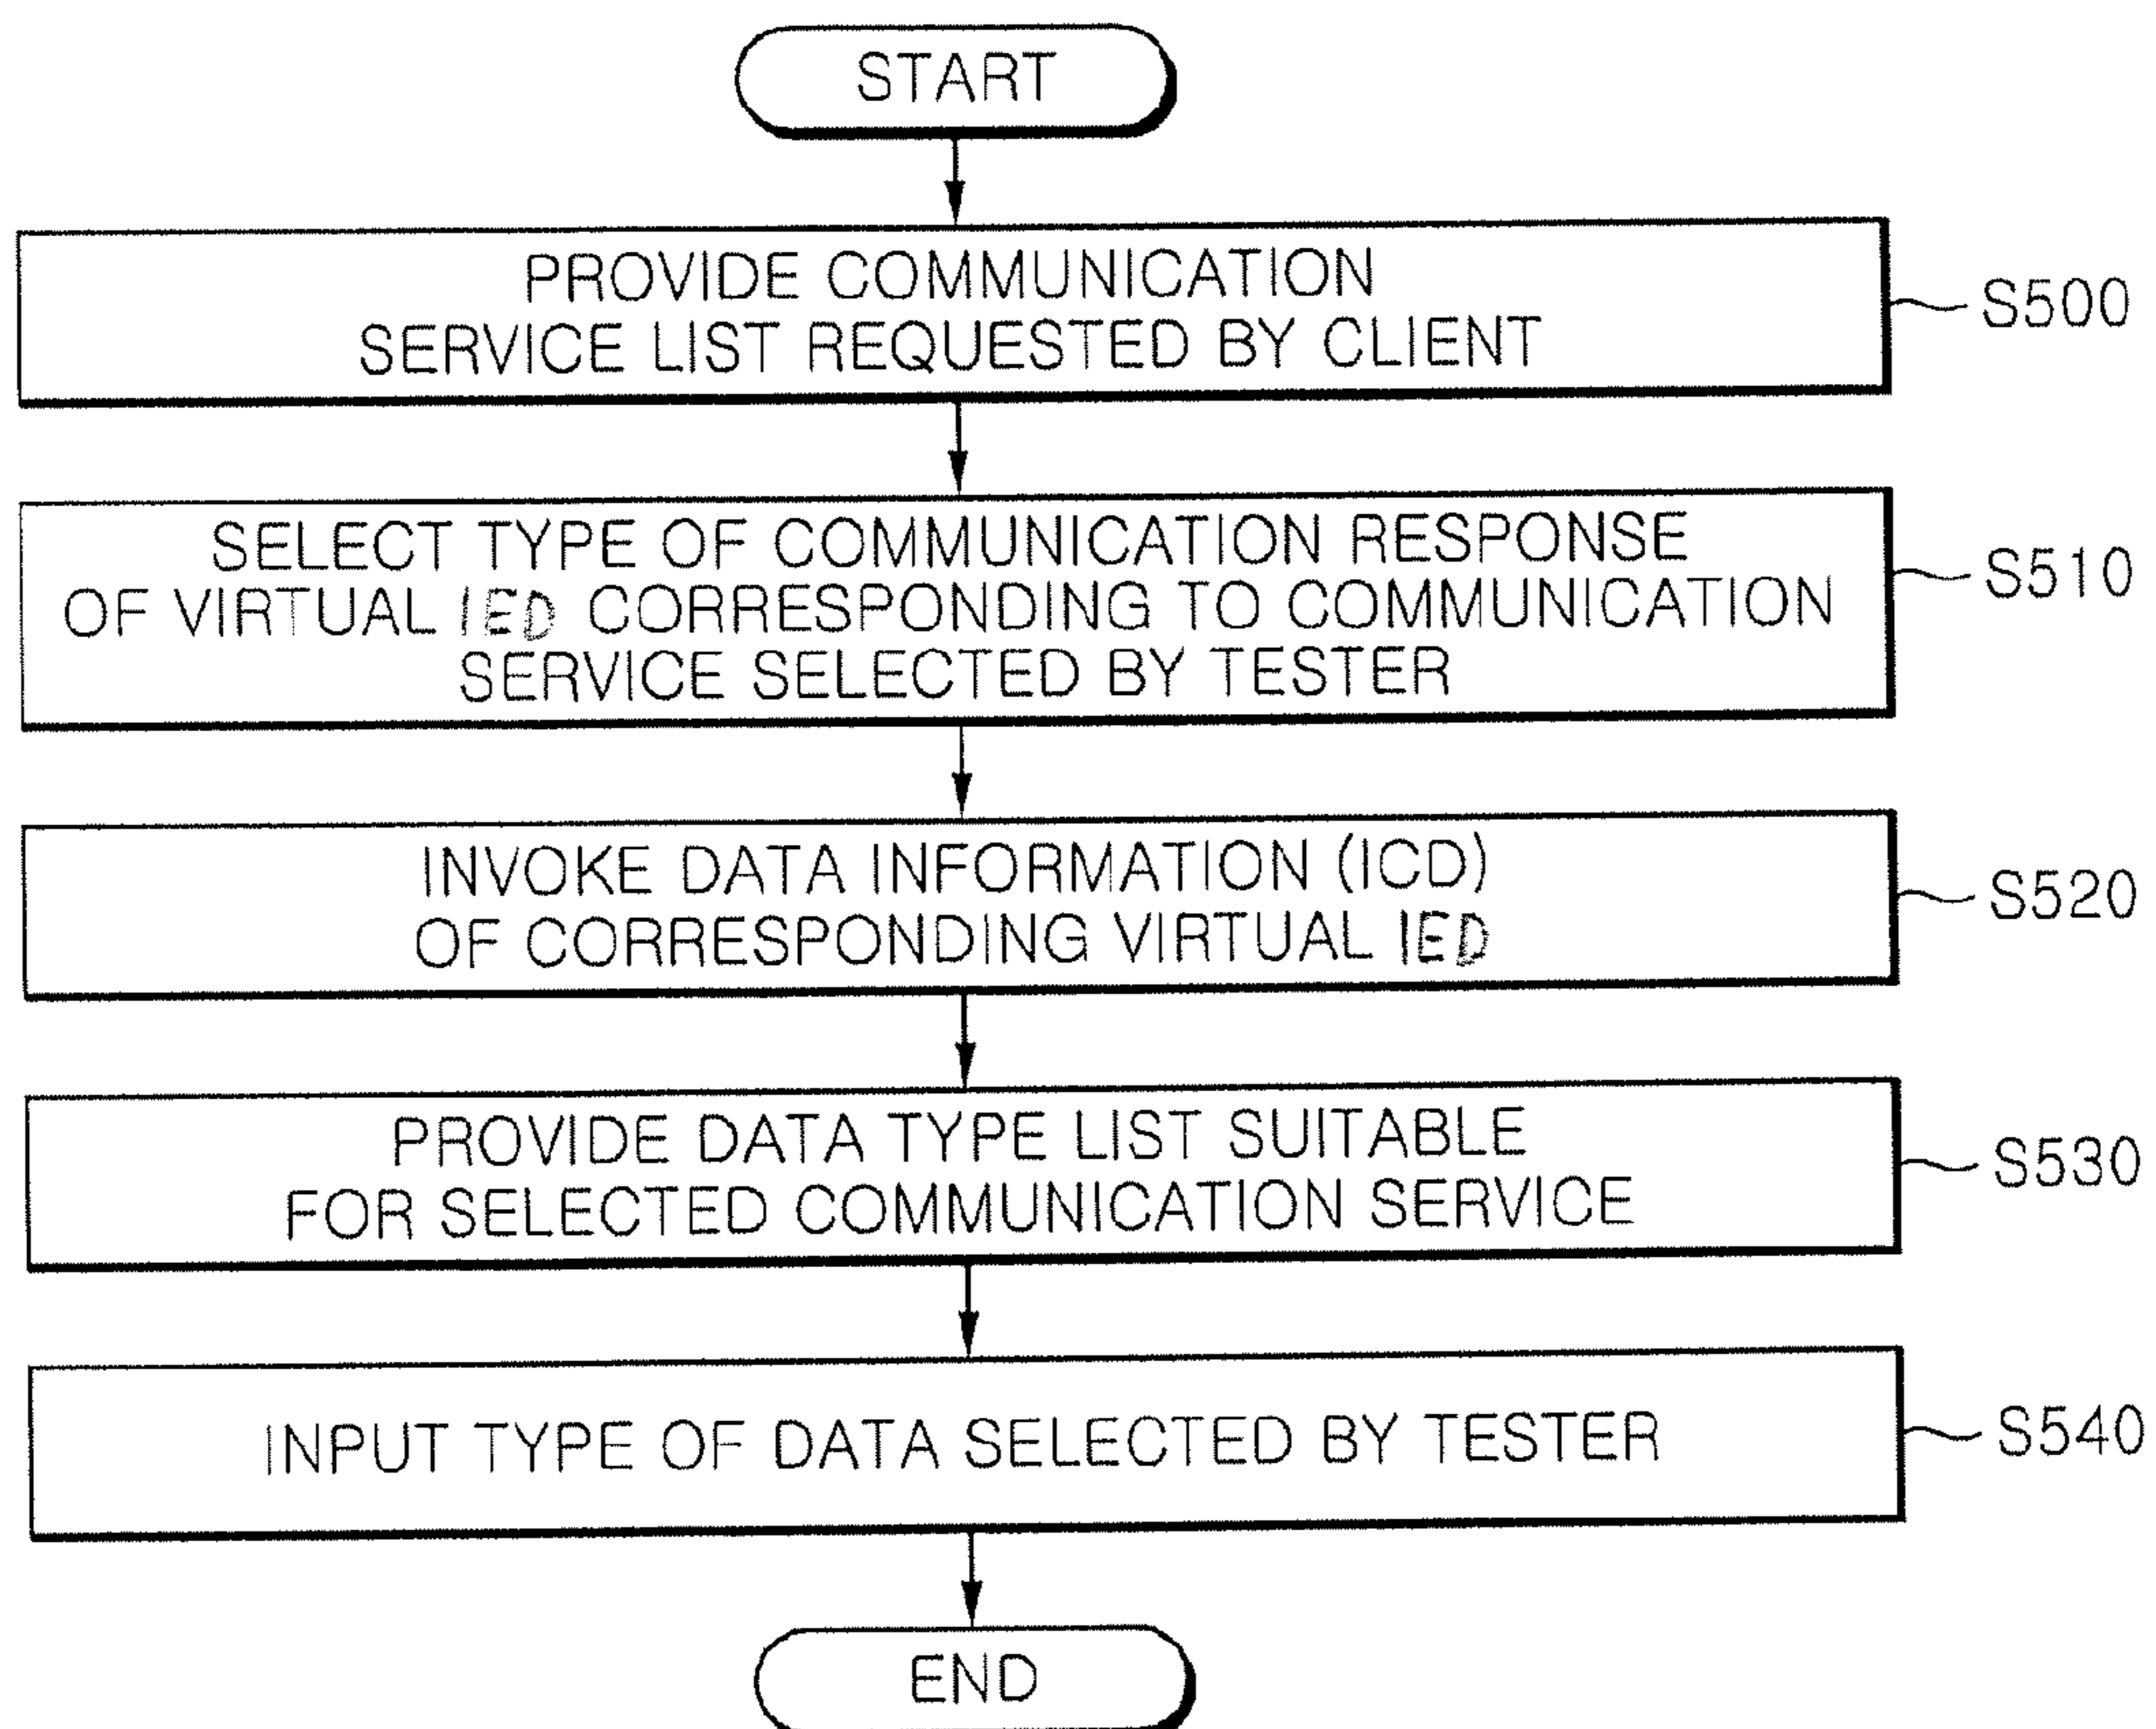 START
PROVIDE COMMUNICATION
SERVICE LIST REQUESTED BY CLIENT
S500
SELECT TYPE OF COMMUNICATION RESPONSE
OF VIRTUAL IED CORRESPONDING TO COMMUNICATION
SERVICE SELECTED BY TESTER
S510
INVOKE DATA INFORMATION (ICD)
OF CORRESPONDING VIRTUAL IED
S520
PROVIDE DATA TYPE LIST SUITABLE
FOR SELECTED COMMUNICATION SERVICE
S530
INPUT TYPE OF DATA SELECTED BY TESTER
S540
END